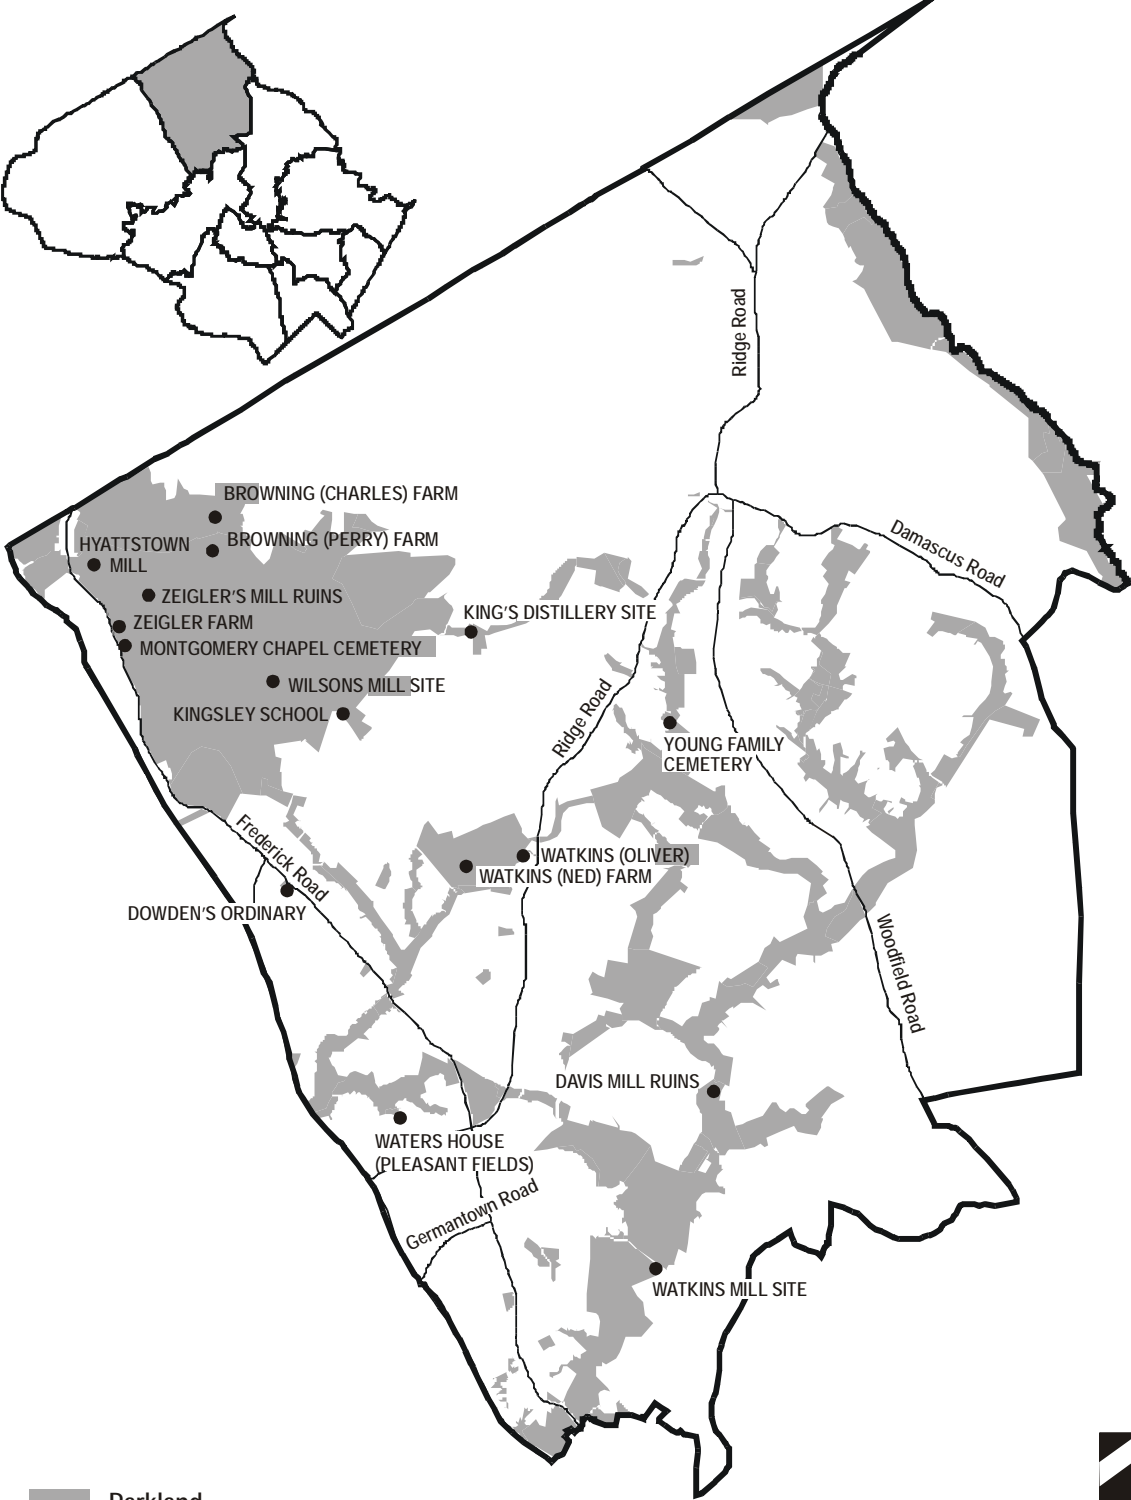 Ridge Road
BROWNING (CHARLES) FARM
BROWNING (PERRY) FARM
HYATTSTOWN
MILL
Damascus Road
ZEIGLER'S MILL RUINS
KING'S DISTILLERY SITE
ZEIGLER FARM
MONTGOMERY CHAPEL CEMETERY
WILSONS MILL SITE
KINGSLEY SCHOOL
Ridge Road
YOUNG FAMILY
CEMETERY
Frederick Road
WATKINS (OLIVER)
WATKINS (NED) FARM
DOWDEN'S ORDINARY
Woodfield Road
DAVIS MILL RUINS
WATERS HOUSE
(PLEASANT FIELDS)
Germantown Road
WATKINS MILL SITE
Parkland